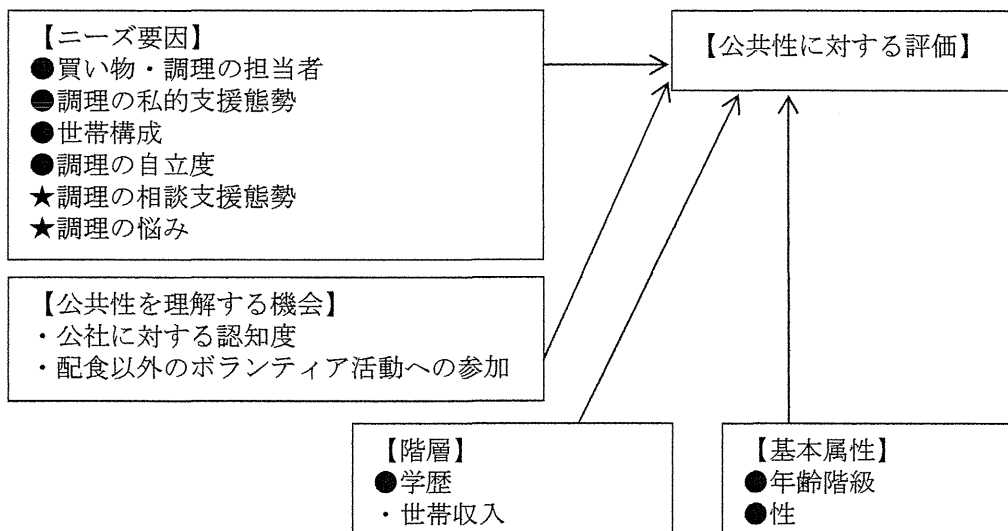 【ニーズ要因】
●買い物・調理の担当者
●調理の私的支援態勢
●世帯構成
●調理の自立度
★調理の相談支援態勢
★調理の悩み
【公共性に対する評価】
【公共性を理解する機会】
・公社に対する認知度
・配食以外のボランティア活動への参加
【階層】
●学歴
・世帯収入
【基本属性】
●年齢階級
●性